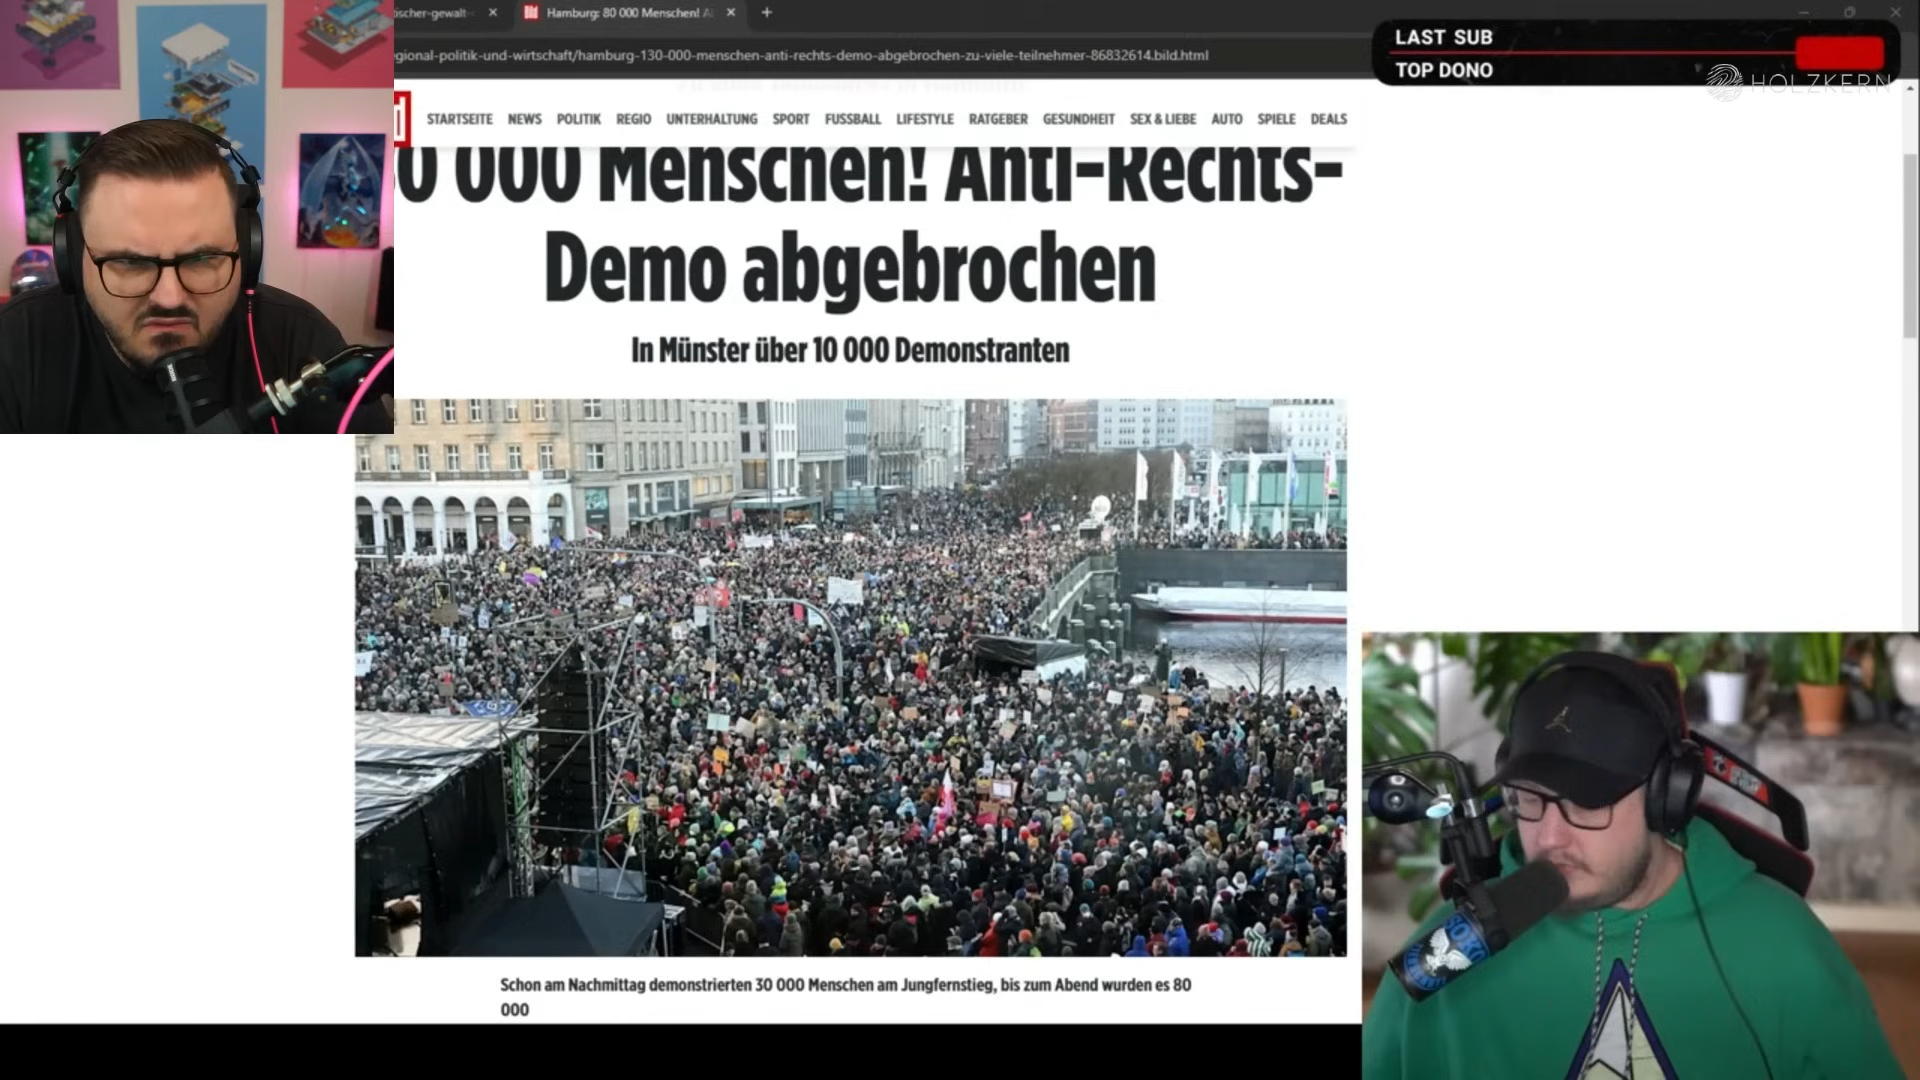 tischer-gewalt-
Hamburg: 80 000 Menschen! A
LAST SUB
TOP DONO
HOLZKERN
egional-politik-und-wirtschaft/hamburg-130-000-menschen-anti-rechts-demo-abgebrochen-zu-viele-teilnehmer-86832614.bild.html
STARTSEITE NEWS POLITIK REGIO UNTERHALTUNG SPORT FUSSBALL LIFESTYLE RATGEBER GESUNDHEIT SEX & LIEBE AUTO SPIELE DEALS
80 000 Menschen! Anti-Rechts-
Demo abgebrochen
In Münster über 10 000 Demonstranten
Schon am Nachmittag demonstrierten 30 000 Menschen am Jungfernstieg, bis zum Abend wurden es 80
000